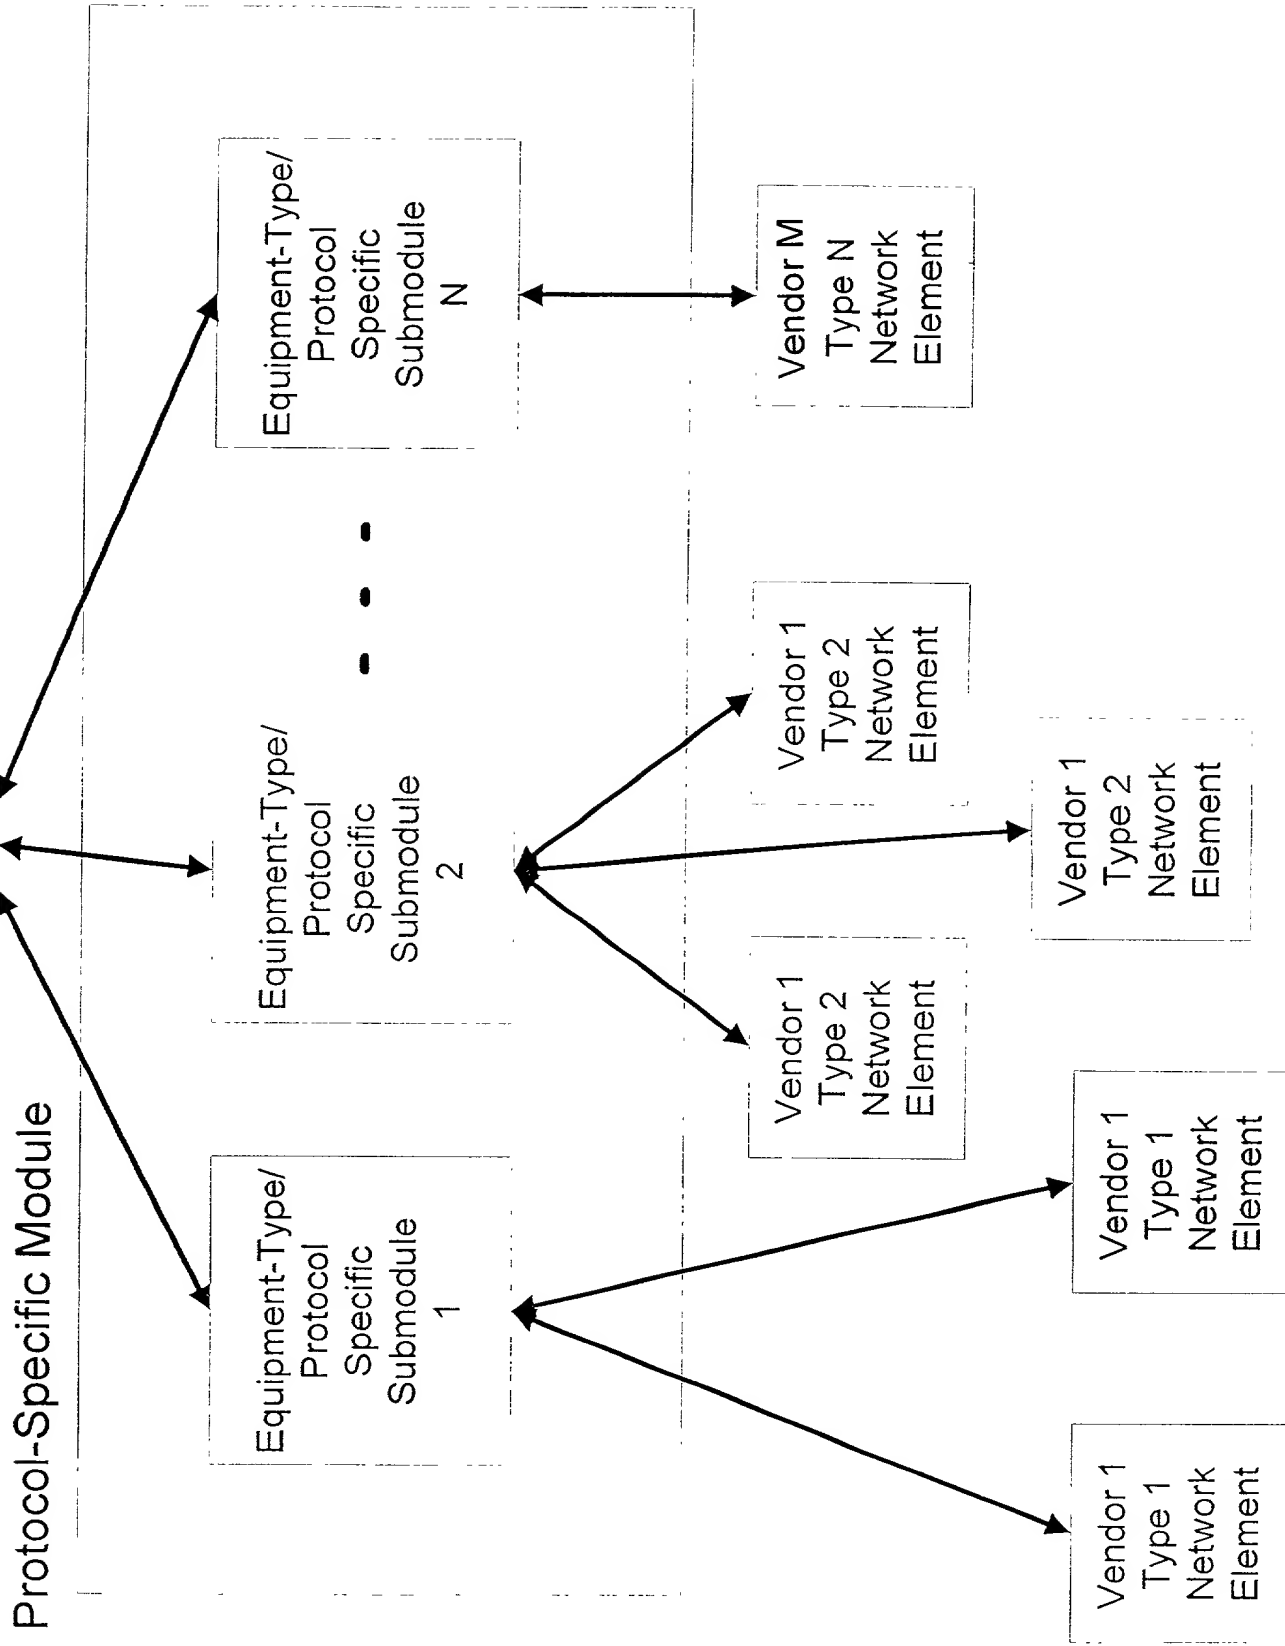 Protocol-Specific Module
Equipment-Type/
Protocol
Specific
Submodule
1
Equipment-Type/
Protocol
Specific
Submodule
2
Equipment-Type/
Protocol
Specific
Submodule
N
Vendor 1
Type 1
Network
Element
Vendor 1
Type 1
Network
Element
Vendor 1
Type 2
Network
Element
Vendor 1
Type 2
Network
Element
Vendor 1
Type 2
Network
Element
Vendor M
Type N
Network
Element